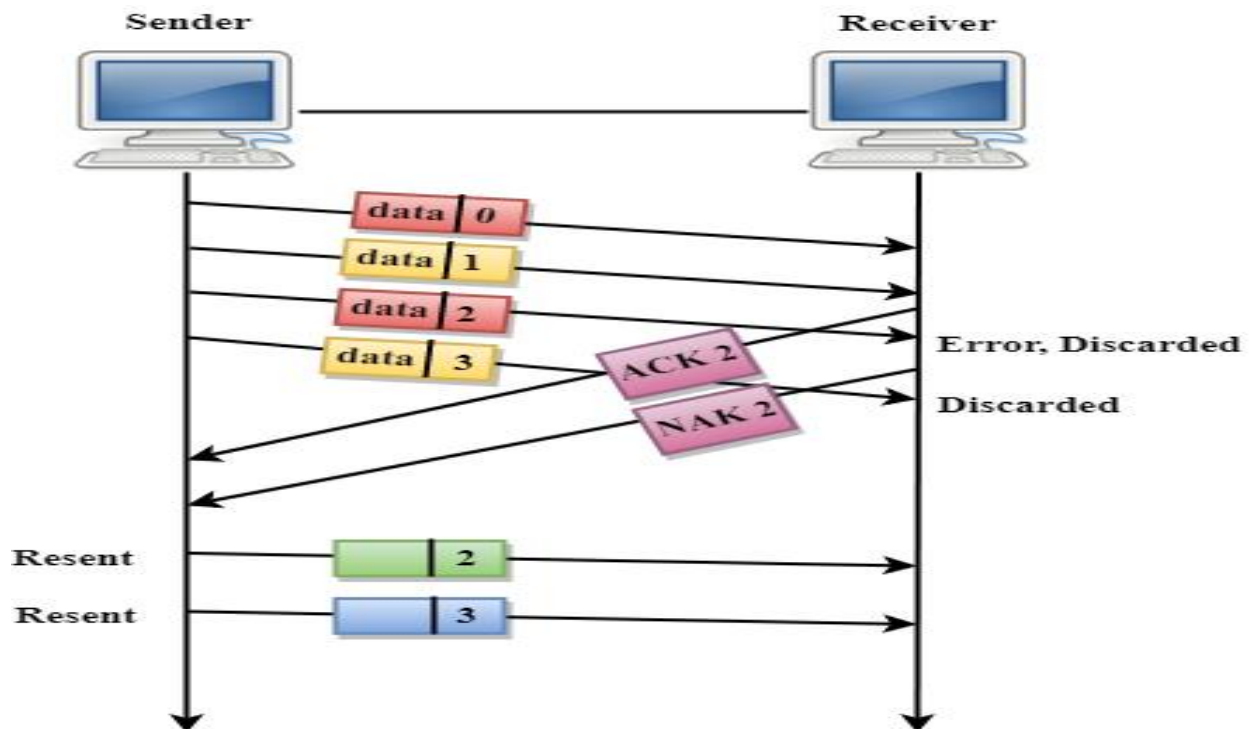 Sender
Receiver
data 0
data 1
data 2
data 3
ACK 2
Error, Discarded
NAK 2
Discarded
Resent 2
Resent 3